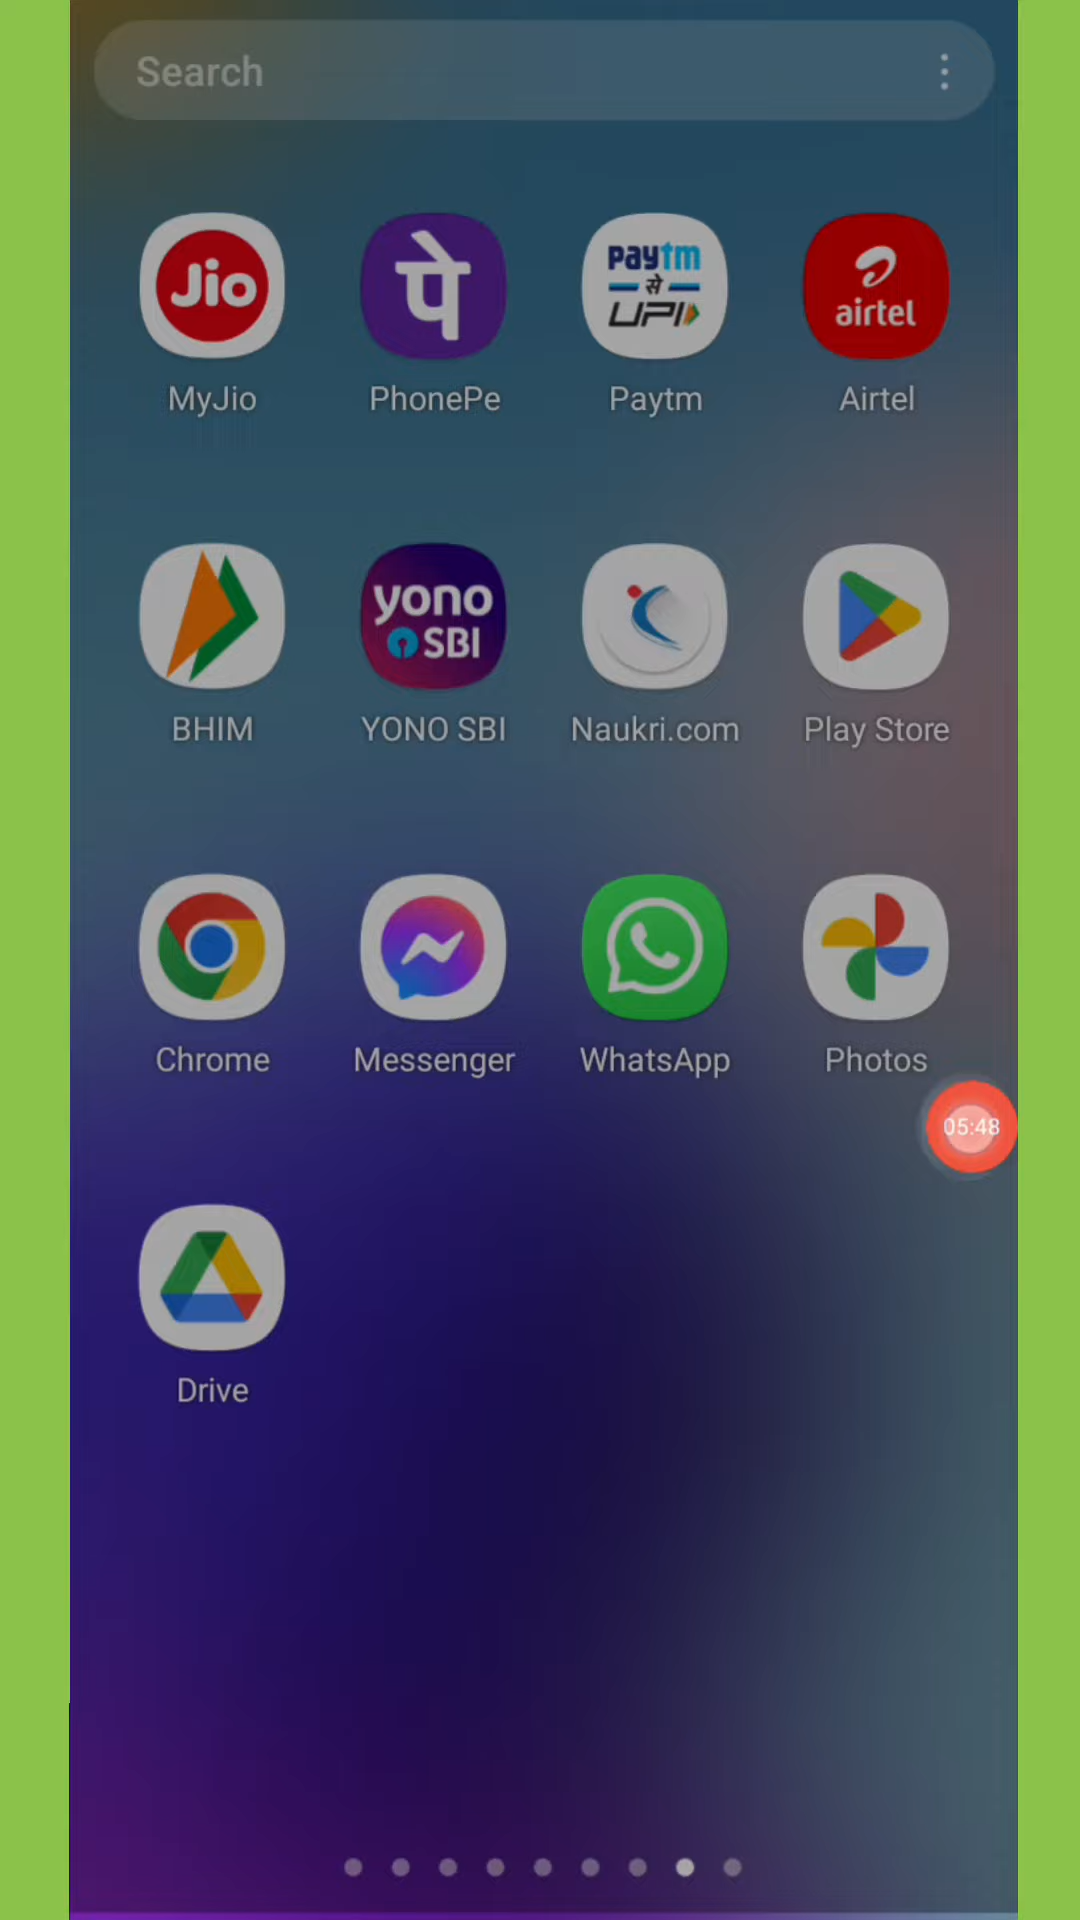 Search
Jio
पे
paytm
से
UPI
airtel
MyJio
PhonePe
Paytm
Airtel
yono
SBI
BHIM
YONO SBI
Naukri.com
Play Store
Chrome
Messenger
WhatsApp
Photos
05:48
Drive